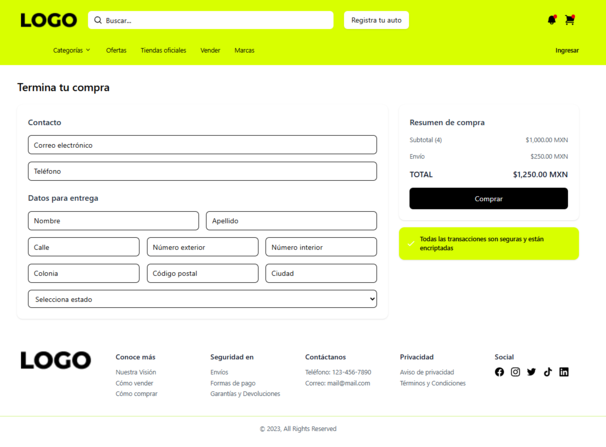 LOGO
Buscar...
Registra tu auto
Categorías
Ofertas
Tiendas oficiales
Vender
Marcas
Ingresar
Termina tu compra
Contacto
Correo electrónico
Teléfono
Datos para entrega
Nombre
Apellido
Calle
Número exterior
Número interior
Colonia
Código postal
Ciudad
Selecciona estado
Resumen de compra
Subtotal (4) $1,000.00 MXN
Envío $250.00 MXN
TOTAL $1,250.00 MXN
Comprar
Todas las transacciones son seguras y están
encriptadas
LOGO
Conoce más
Nuestra Visión
Cómo vender
Cómo comprar
Seguridad en
Envíos
Formas de pago
Garantías y Devoluciones
Contáctanos
Teléfono: 123-456-7890
Correo: mail@mail.com
Privacidad
Aviso de privacidad
Términos y Condiciones
Social
© 2023, All Rights Reserved